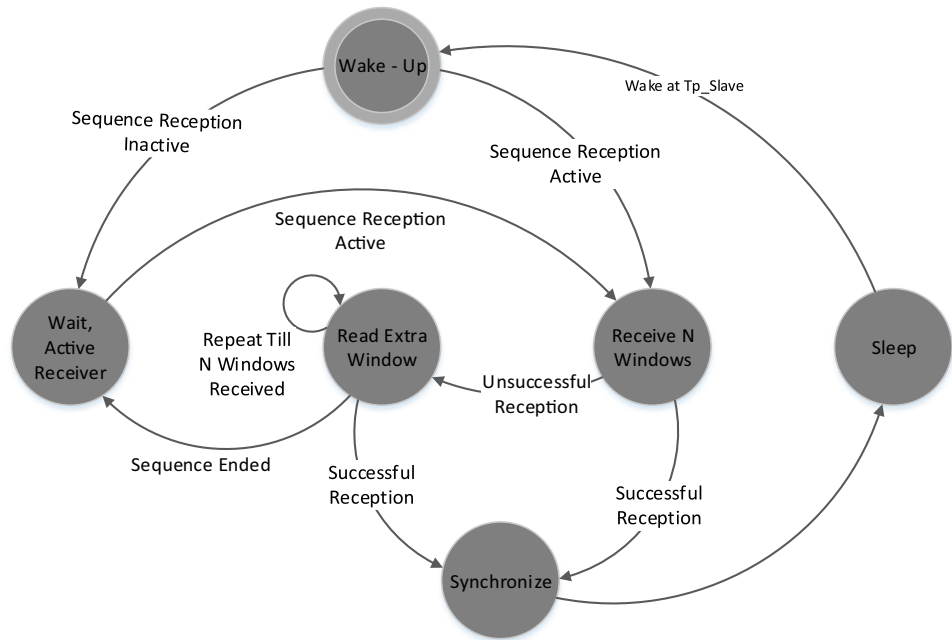 Wake - Up
Wake at Tp_Slave
Sequence Reception
Inactive
Sequence Reception
Active
Sequence Reception
Active
Wait,
Active
Receiver
Repeat Till
N Windows
Received
Read Extra
Window
Receive N
Windows
Sleep
Unsuccessful
Reception
Sequence Ended
Successful
Reception
Successful
Reception
Synchronize